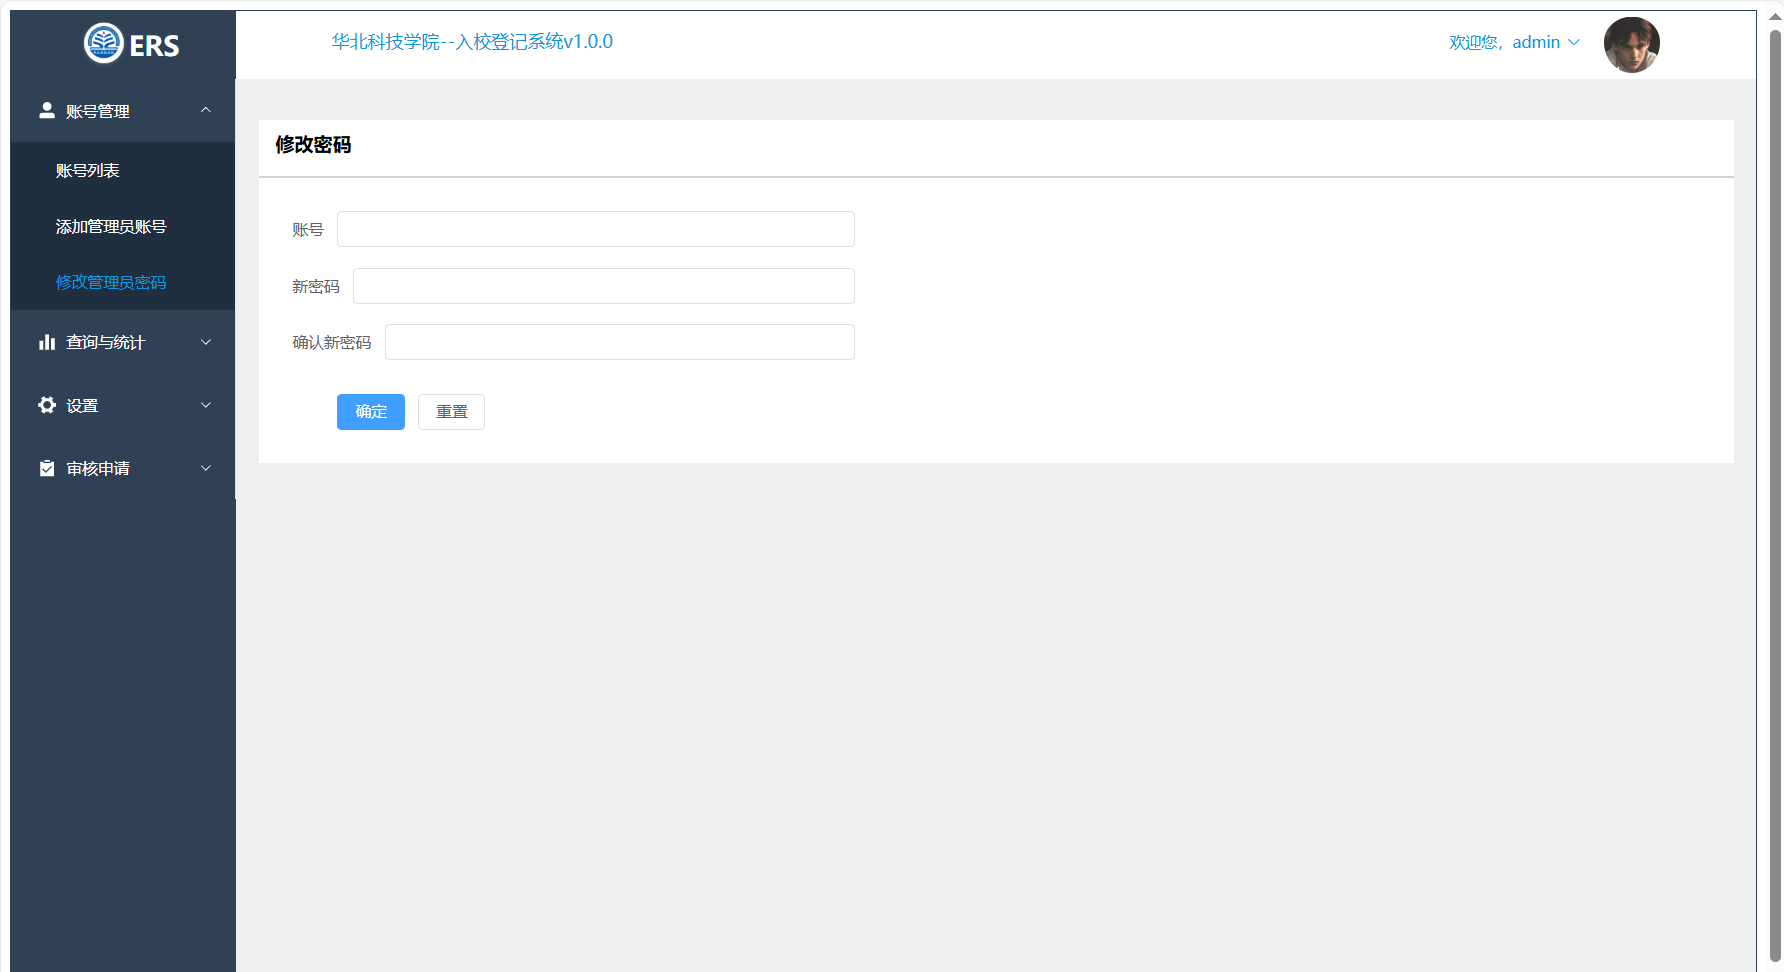 ERS
华北科技学院--入校登记系统v1.0.0
欢迎您，admin
账号管理
账号列表
添加管理员账号
修改管理员密码
查询与统计
设置
审核申请
修改密码
账号
新密码
确认新密码
确定
重置